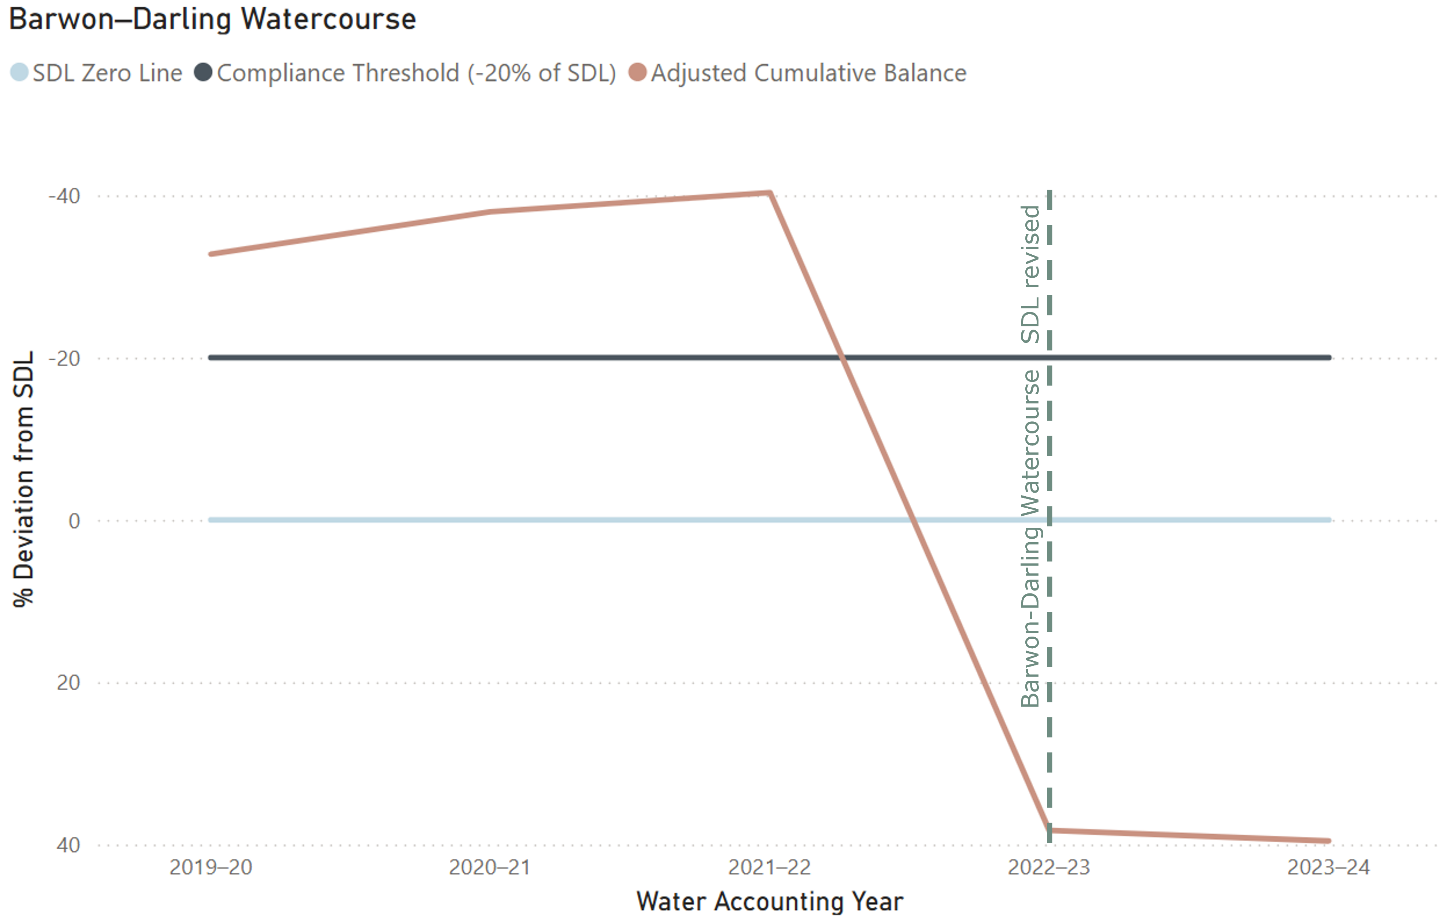 Barwon–Darling Watercourse
SDL Zero Line Compliance Threshold (-20% of SDL) Adjusted Cumulative Balance
-40
-20
0
20
40
% Deviation from SDL
Barwon-Darling Watercourse SDL revised
2019–20 2020–21 2021–22 2022–23 2023–24
Water Accounting Year